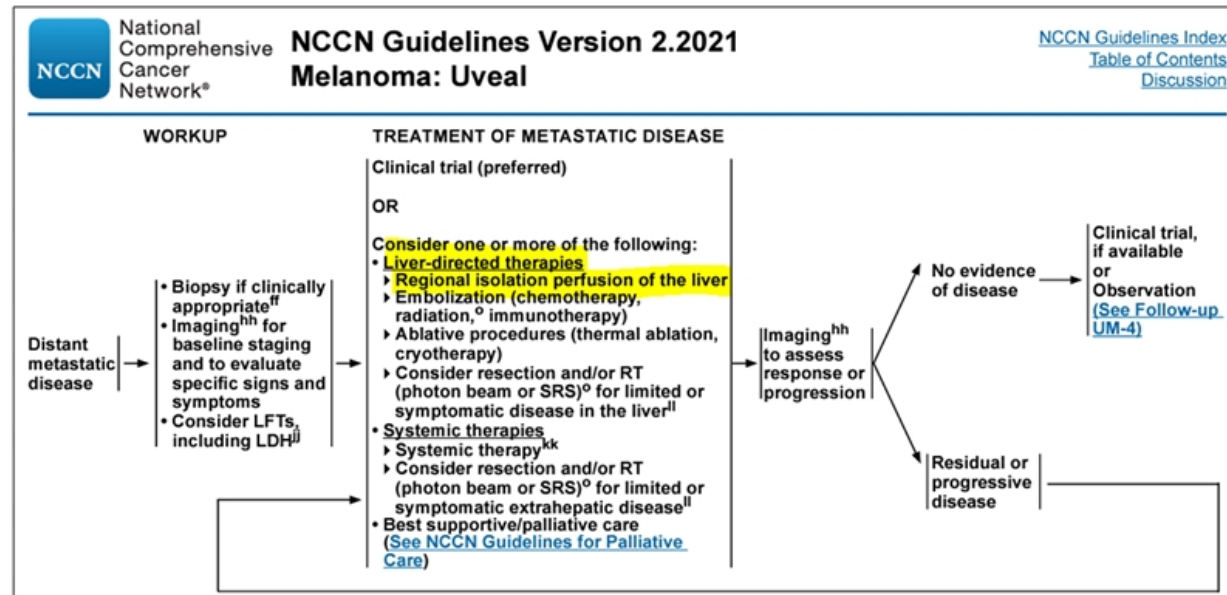 National
Comprehensive
Cancer
Network®
NCCN
NCCN Guidelines Version 2.2021
Melanoma: Uveal
NCCN Guidelines Index
Table of Contents
Discussion
WORKUP
TREATMENT OF METASTATIC DISEASE
Distant
metastatic
disease
• Biopsy if clinically
appropriateff
• Imaginghh for
baseline staging
and to evaluate
specific signs and
symptoms
• Consider LFTs,
including LDHjj
Clinical trial (preferred)
OR
Consider one or more of the following:
• Liver-directed therapies
▸ Regional isolation perfusion of the liver
▸ Embolization (chemotherapy,
radiation,o immunotherapy)
▸ Ablative procedures (thermal ablation,
cryotherapy)
▸ Consider resection and/or RT
(photon beam or SRS)o for limited or
symptomatic disease in the liverll
• Systemic therapies
▸ Systemic therapykk
▸ Consider resection and/or RT
(photon beam or SRS)o for limited or
symptomatic extrahepatic diseasell
• Best supportive/palliative care
(See NCCN Guidelines for Palliative
Care)
Imaginghh
to assess
response or
progression
No evidence
of disease
Clinical trial,
if available
or
Observation
(See Follow-up
UM-4)
Residual or
progressive
disease